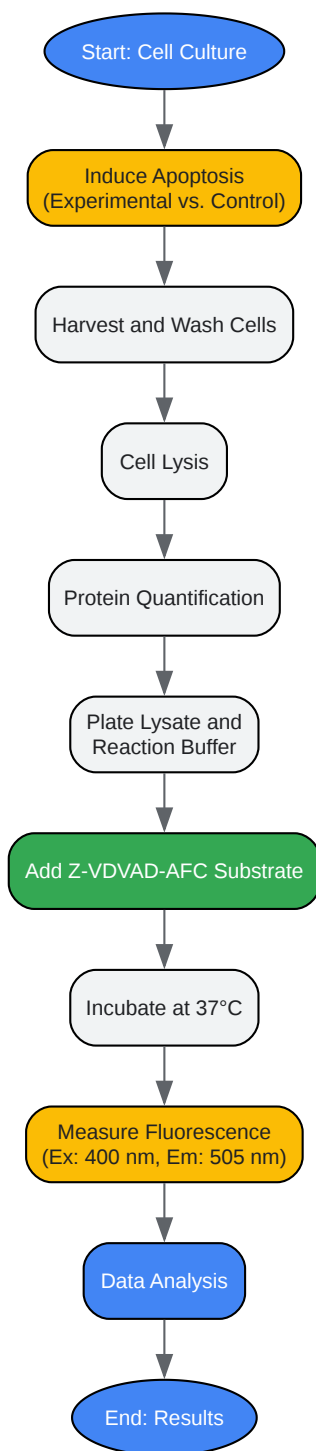 Start: Cell Culture
Induce Apoptosis
(Experimental vs. Control)
Harvest and Wash Cells
Cell Lysis
Protein Quantification
Plate Lysate and
Reaction Buffer
Add Z-VDVAD-AFC Substrate
Incubate at 37°C
Measure Fluorescence
(Ex: 400 nm, Em: 505 nm)
Data Analysis
End: Results